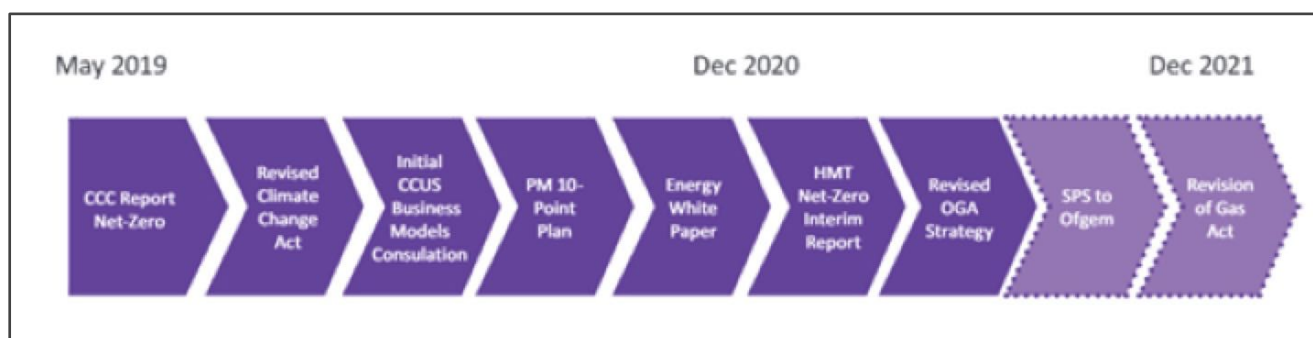 May 2019
Dec 2020
Dec 2021
CCC Report
Net-Zero
Revised
Climate
Change
Act
Initial
CCUS
Business
Models
Consulation
PM 10-
Point
Plan
Energy
White
Paper
HMT
Net-Zero
Interim
Report
Revised
OGA
Strategy
SPS to
Ofgem
Revision
of Gas
Act